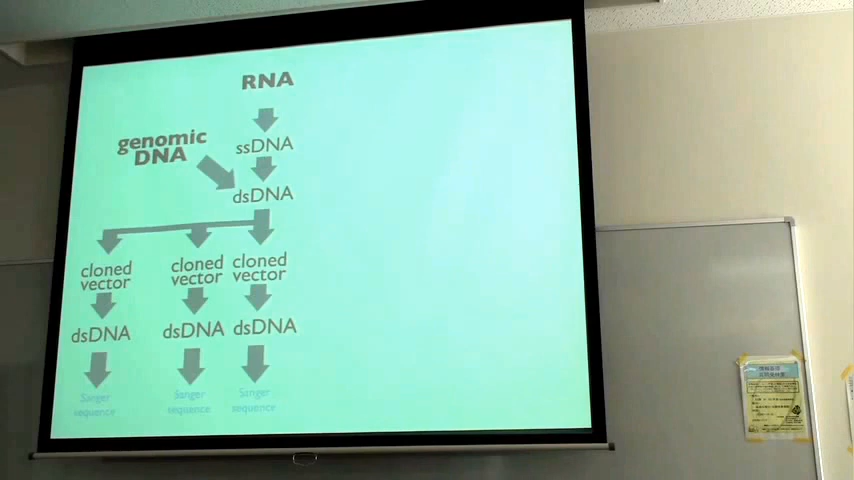 RNA
genomic
DNA
ssDNA
dsDNA
cloned
vector
cloned
vector
cloned
vector
dsDNA
dsDNA
dsDNA
Sanger
sequence
Sanger
sequence
Sanger
sequence